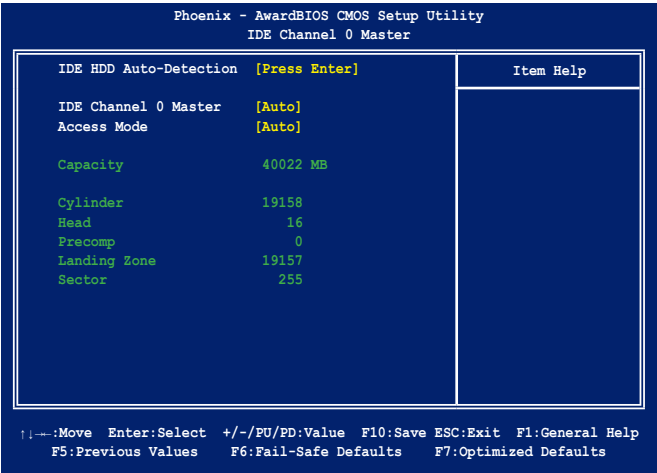 Phoenix - AwardBIOS CMOS Setup Utility
IDE Channel 0 Master
IDE HDD Auto-Detection [Press Enter]
Item Help
IDE Channel 0 Master [Auto]
Access Mode [Auto]
Capacity 40022 MB
Cylinder 19158
Head 16
Precomp 0
Landing Zone 19157
Sector 255
↑↓→←:Move Enter:Select +/-/PU/PD:Value F10:Save ESC:Exit F1:General Help
F5:Previous Values F6:Fail-Safe Defaults F7:Optimized Defaults